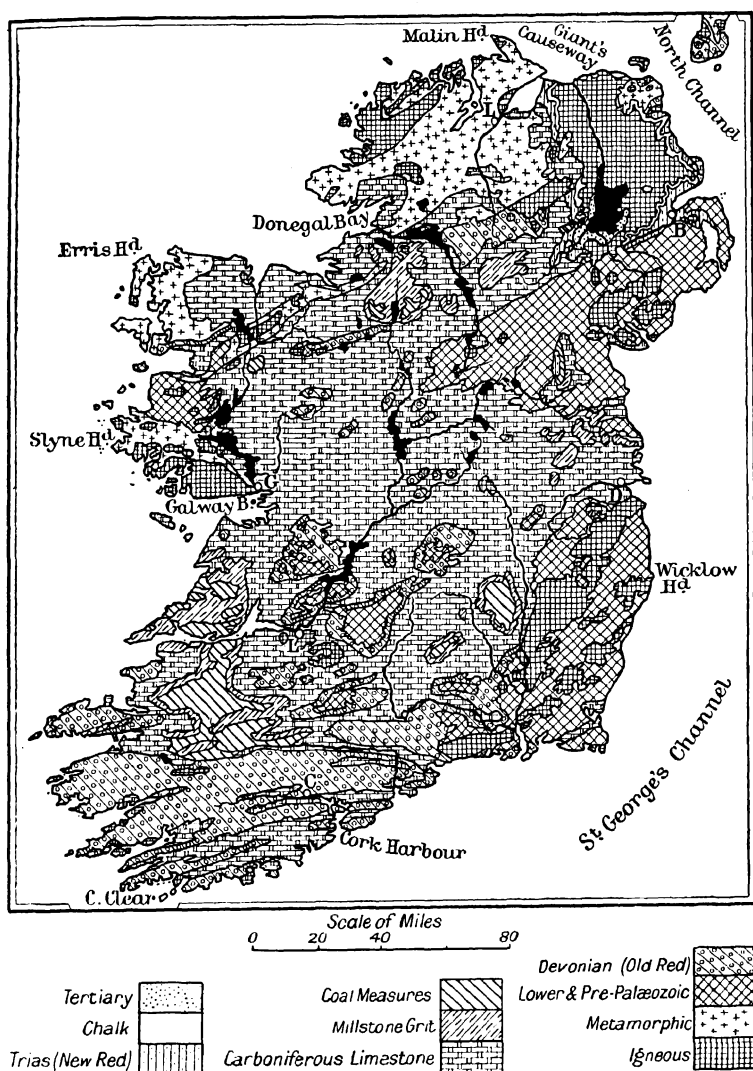 Malin Hd.
Giant's
Causeway
North Channel
L
Donegal Bay
B
Erris Hd
Slyne Hd
G
Galway B.
D
Wicklow
Hd
L
C
St. George's Channel
Cork Harbour
C. Clear
Scale of Miles
0 20 40 80
Tertiary
Chalk
Trias (New Red)
Coal Measures
Millstone Grit
Carboniferous Limestone
Devonian (Old Red)
Lower & Pre-Palæozoic
Metamorphic
Igneous